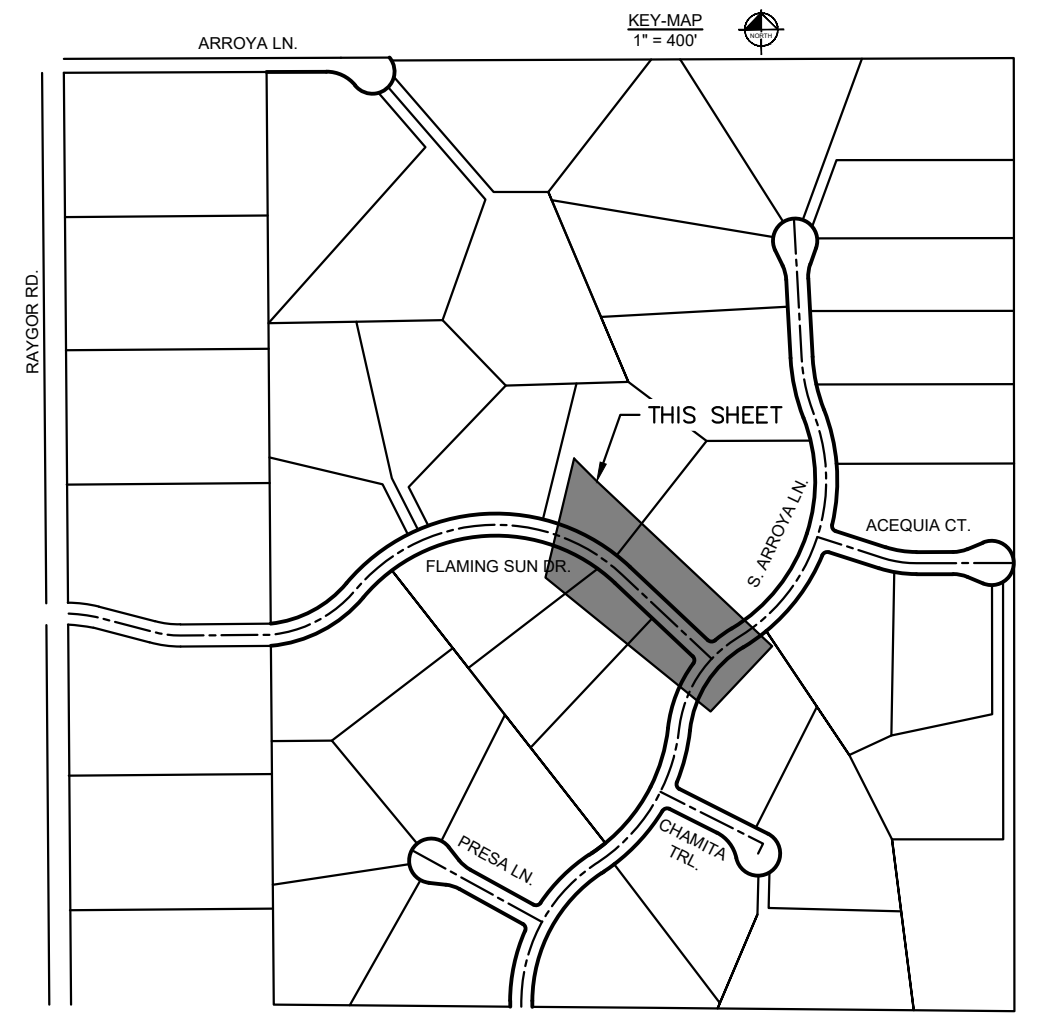 KEY-MAP
1" = 400'
NORTH
ARROYA LN.
RAYGOR RD.
THIS SHEET
S. ARROYA LN.
ACEQUIA CT.
FLAMING SUN DR.
CHAMITA
TRL.
PRESA LN.